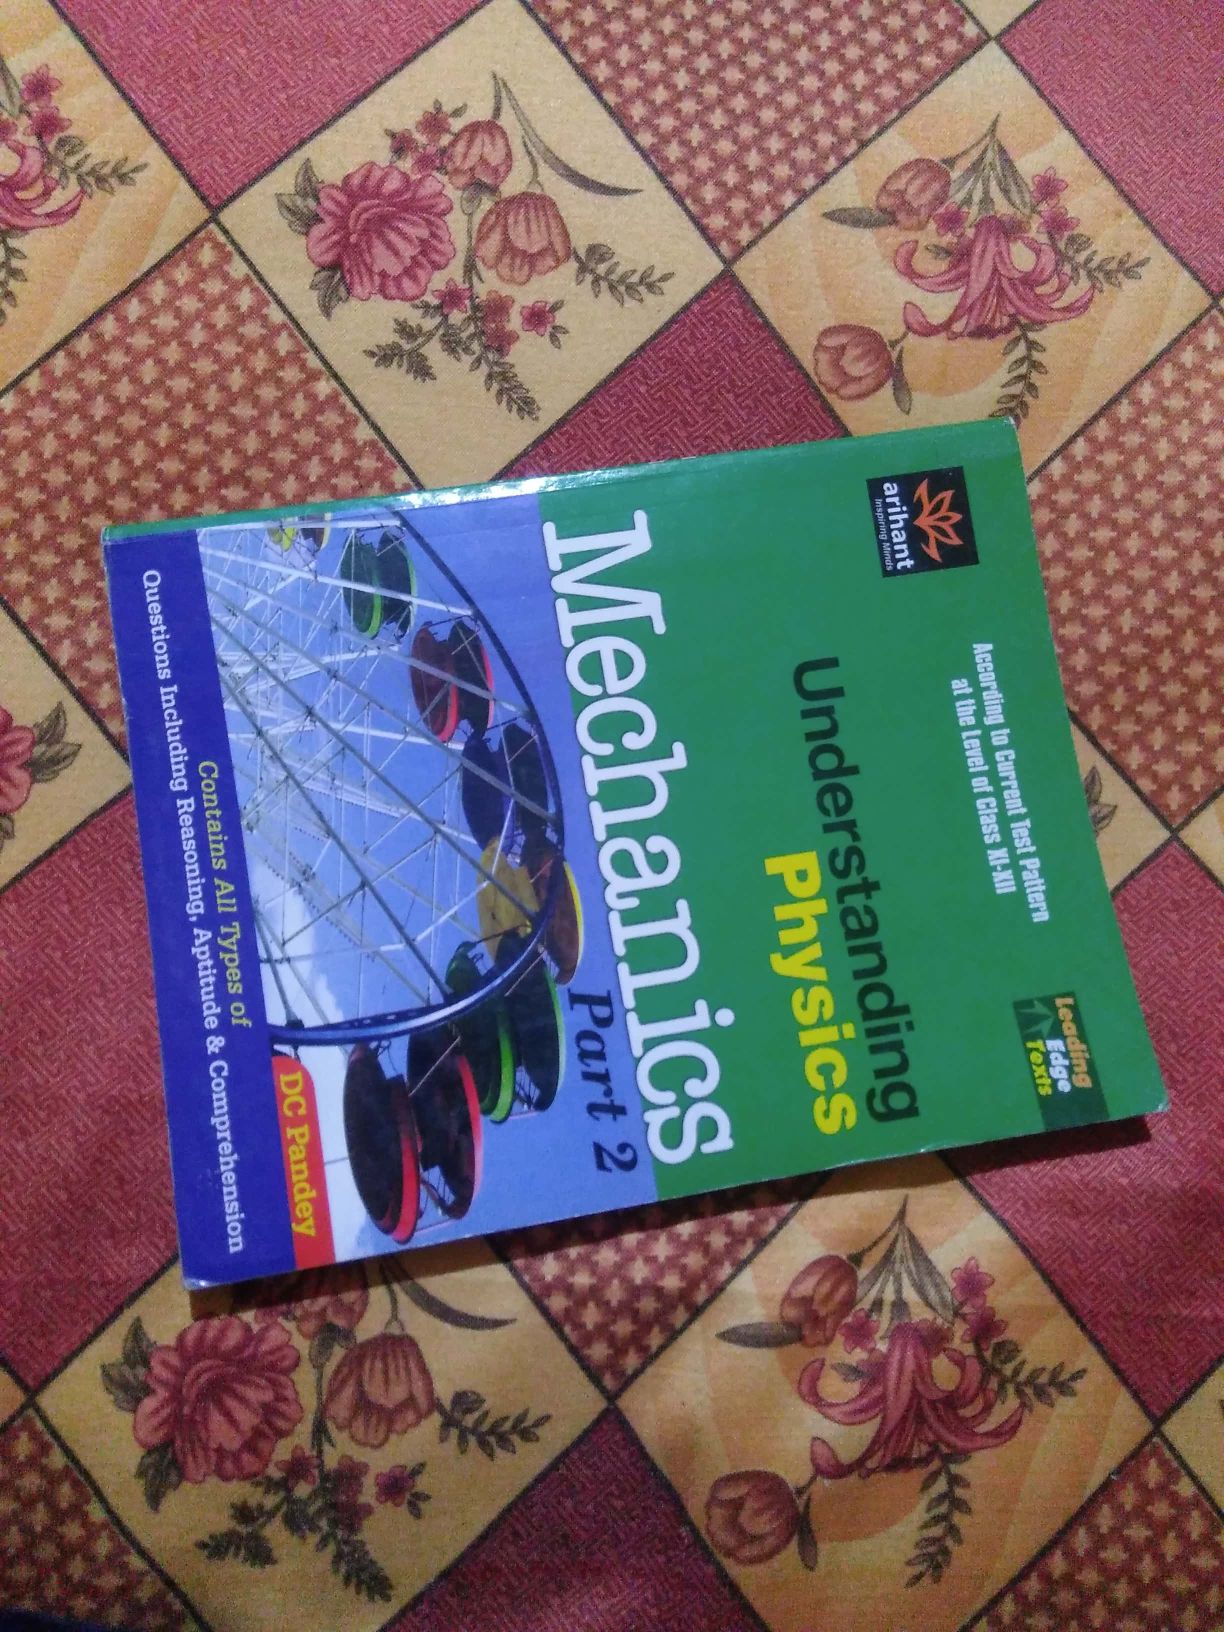 arihant
Inspiring Minds
According to Current Test Pattern
at the Level of Class XI-XII
Leading
Edge
Texts
Understanding
Physics
Mechanics
Part 2
DC Pandey
Contains All Types of
Questions Including Reasoning, Aptitude & Comprehension